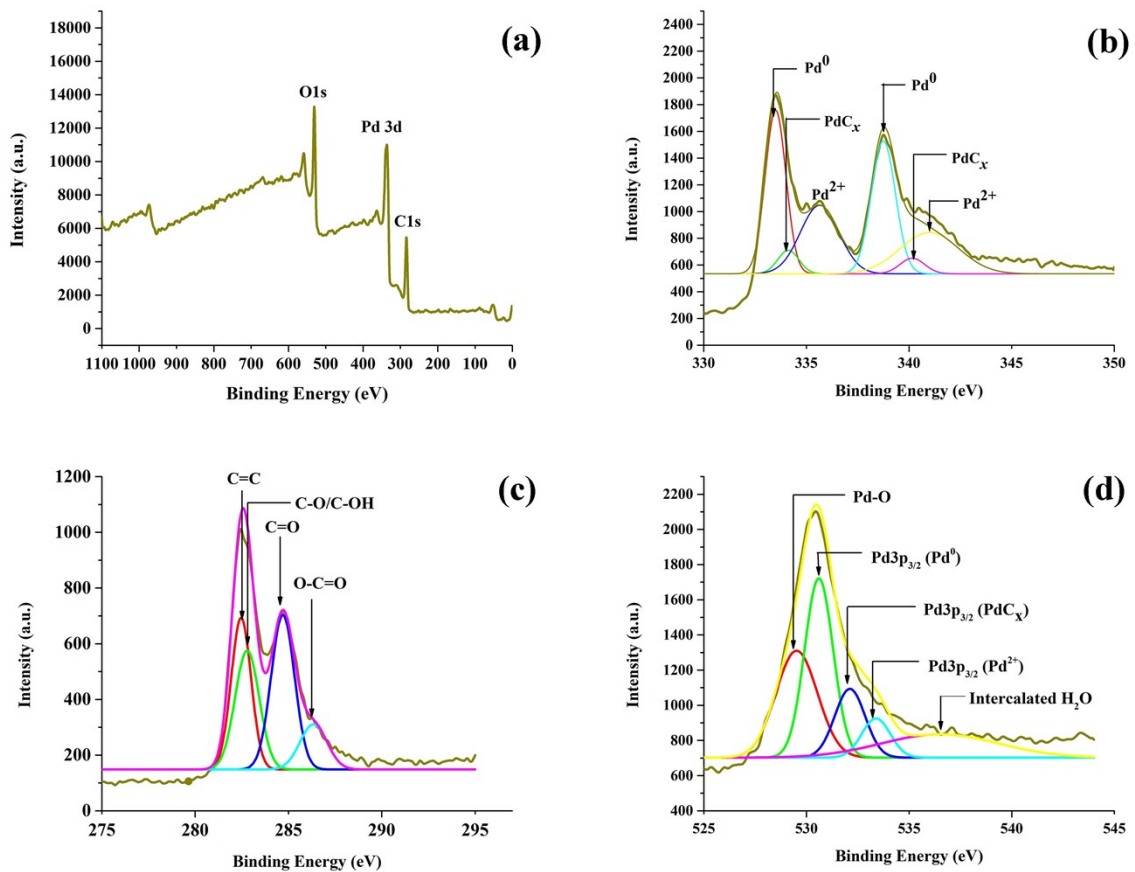 (a)
18000
16000
14000
12000
10000
8000
6000
4000
2000
0
Intensity (a.u.)
O1s
Pd 3d
C1s
1100 1000 900 800 700 600 500 400 300 200 100 0
Binding Energy (eV)
(b)
2400
2200
2000
1800
1600
1400
1200
1000
800
600
400
200
0
Intensity (a.u.)
Pd⁰
PdCₓ
Pd²⁺
Pd⁰
PdCₓ
Pd²⁺
330 335 340 345 350
Binding Energy (eV)
(c)
1200
1000
800
600
400
200
0
Intensity (a.u.)
C=C
C-O/C-OH
C=O
O-C=O
275 280 285 290 295
Binding Energy (eV)
(d)
2200
2000
1800
1600
1400
1200
1000
800
600
400
Intensity (a.u.)
Pd-O
Pd3p₃/₂ (Pd⁰)
Pd3p₃/₂ (PdCₓ)
Pd3p₃/₂ (Pd²⁺)
Intercalated H₂O
525 530 535 540 545
Binding Energy (eV)